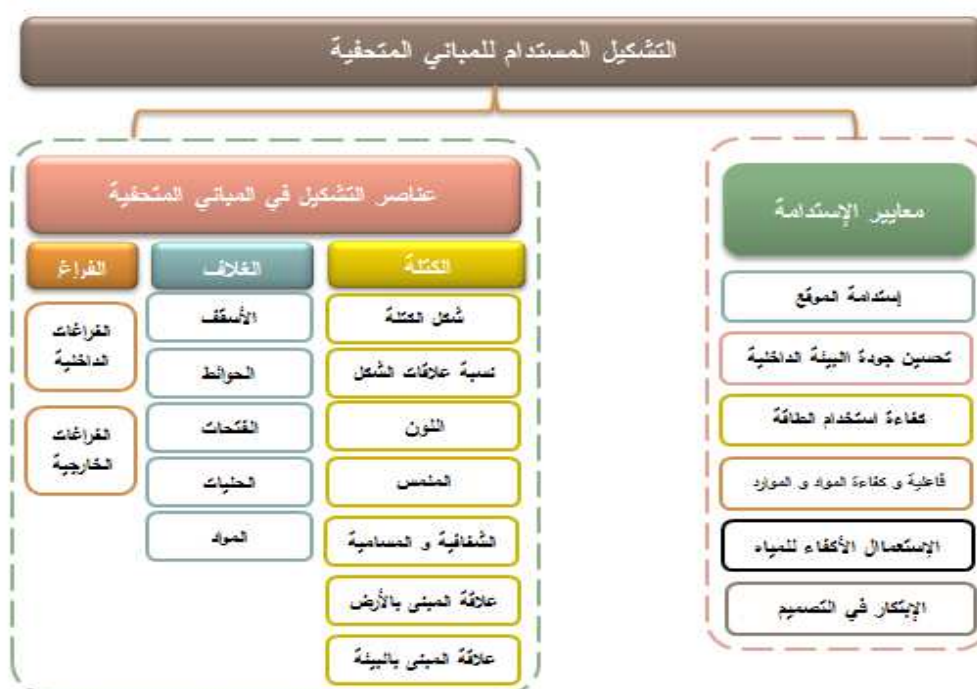 التشكيل المستدام للمباني المتحفية
معايير الإستدامة
إستدامة الموقع
تحسين جودة البيئة الداخلية
كفاءة استخدام الطاقة
فاعلية و كفاءة المواد و الموارد
الإستعماال الأكفاء للمياه
الإبتكار في التصميم
عناصر التشكيل في المباني المتحفية
الكتلة
شكل الكتلة
نسبة علاقات الشكل
اللون
الملمس
الشفافية و المسامية
علاقة المبنى بالأرض
علاقة المبنى بالبيئة
الغلاف
الأسقف
الحوائط
الفتحات
الحليات
المواد
الفراغ
الفراغات
الداخلية
الفراغات
الخارجية